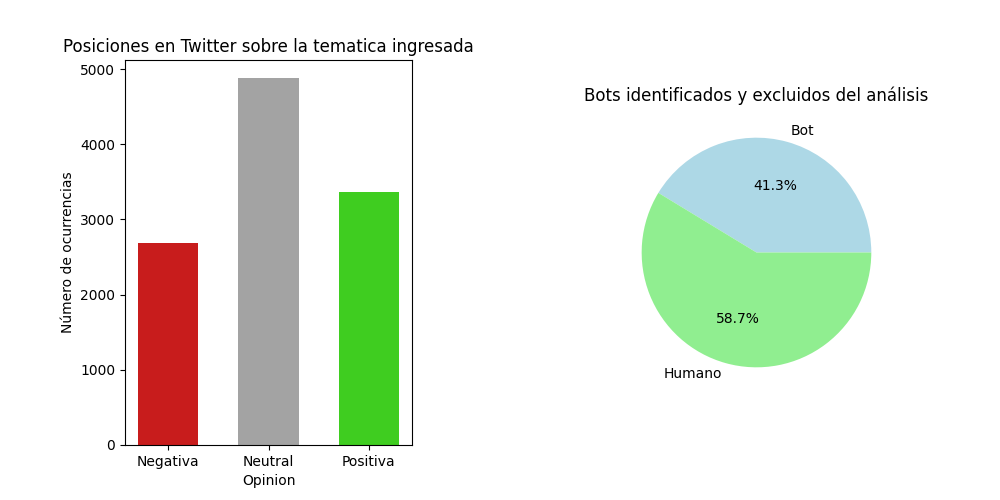 Posiciones en Twitter sobre la tematica ingresada
Número de ocurrencias
5000
4000
3000
2000
1000
0
Negativa
Neutral
Positiva
Opinion
Bots identificados y excluidos del análisis
Bot
41.3%
58.7%
Humano